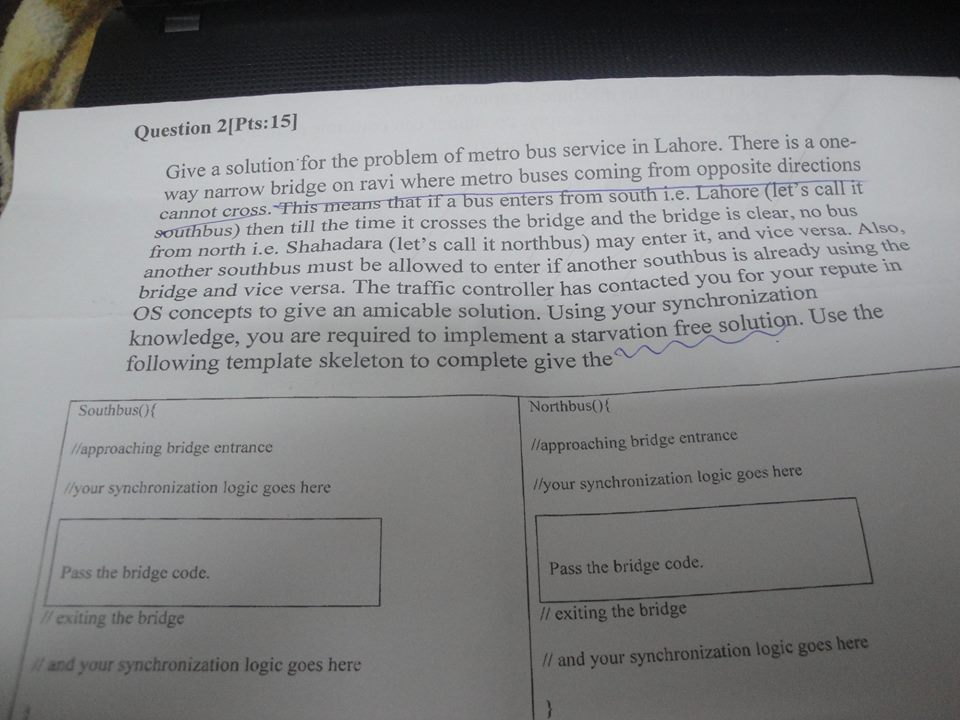 Question 2[Pts:15]
Give a solution for the problem of metro bus service in Lahore. There is a one-
way narrow bridge on ravi where metro buses coming from opposite directions
cannot cross. This means that if a bus enters from south i.e. Lahore (let's call it
southbus) then till the time it crosses the bridge and the bridge is clear, no bus
from north i.e. Shahadara (let's call it northbus) may enter it, and vice versa. Also,
another southbus must be allowed to enter if another southbus is already using the
bridge and vice versa. The traffic controller has contacted you for your repute in
OS concepts to give an amicable solution. Using your synchronization
knowledge, you are required to implement a starvation free solution. Use the
following template skeleton to complete give the
Southbus(){
//approaching bridge entrance
//your synchronization logic goes here
Pass the bridge code.
// exiting the bridge
// and your synchronization logic goes here
}
Northbus(){
//approaching bridge entrance
//your synchronization logic goes here
Pass the bridge code.
// exiting the bridge
// and your synchronization logic goes here
}